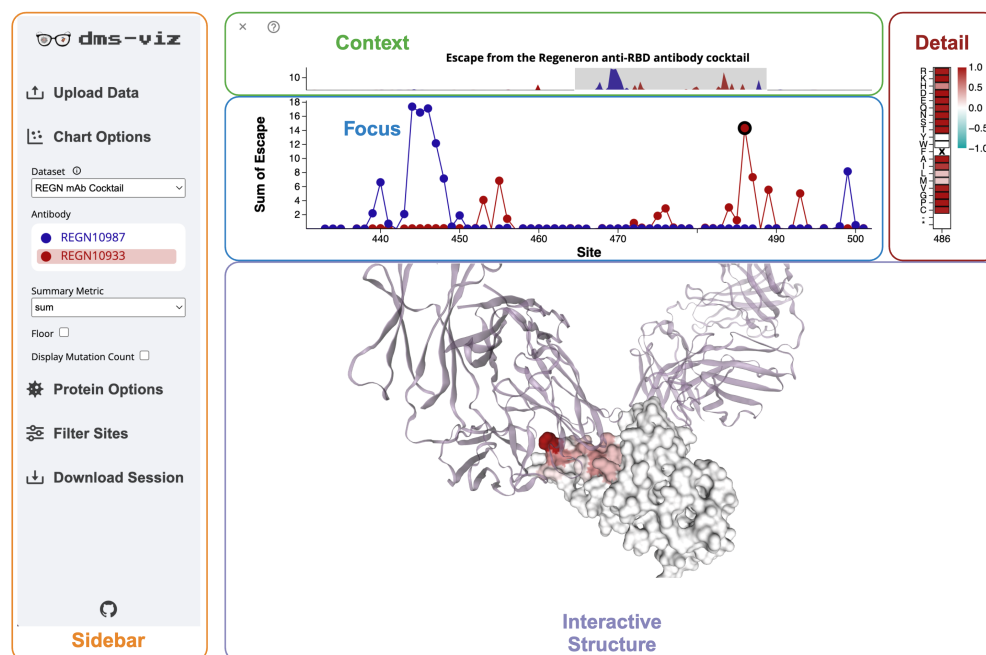 dms-viz
Upload Data
Chart Options
Dataset
REGN mAb Cocktail
Antibody
REGN10987
REGN10933
Summary Metric
sum
Floor
Display Mutation Count
Protein Options
Filter Sites
Download Session
Sidebar
Context
Escape from the Regeneron anti-RBD antibody cocktail
10
Focus
Sum of Escape
18
16
14
12
10
8
6
4
2
440
450
460
470
480
490
500
Site
Detail
R
K
H
D
E
Q
N
S
T
Y
W
F
A
I
L
M
V
G
P
C
-
*
X
486
1.0
0.5
0.0
-0.5
-1.0
Interactive
Structure